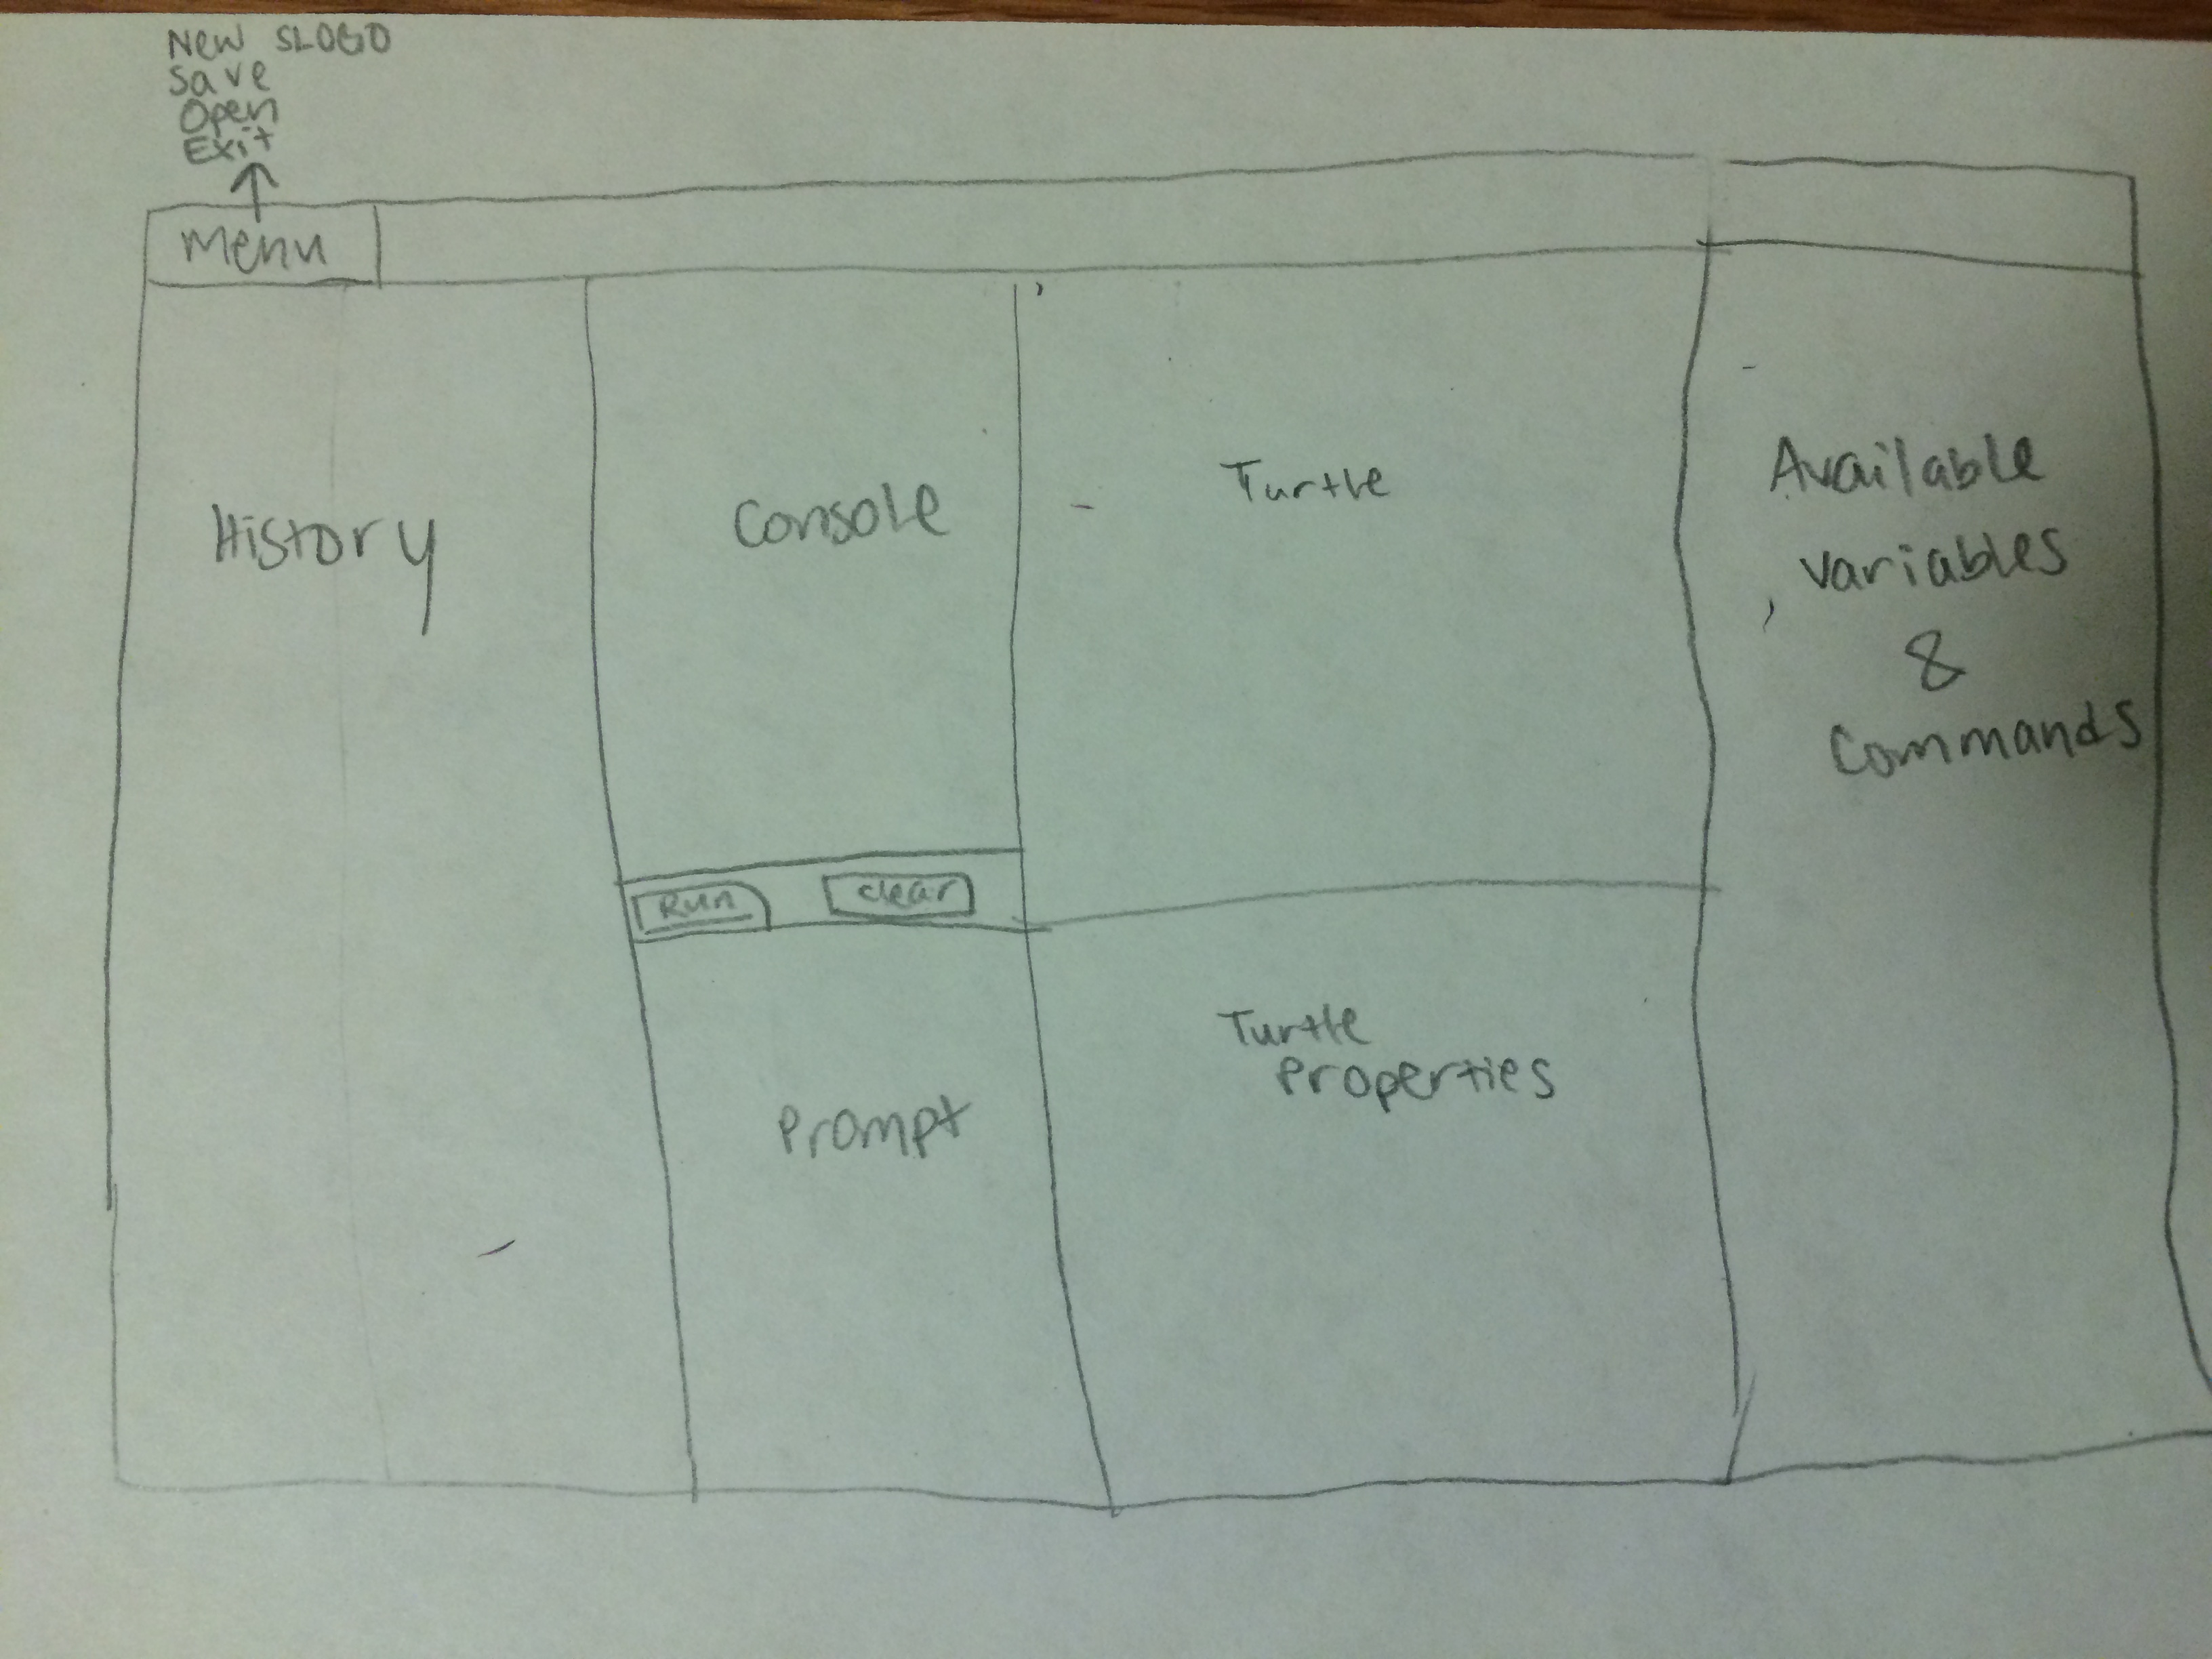 New SLOGO
Save
Open
Exit
Menu
History
Console
Turtle
Available
variables
&
Commands
Run
clear
Prompt
Turtle
Properties